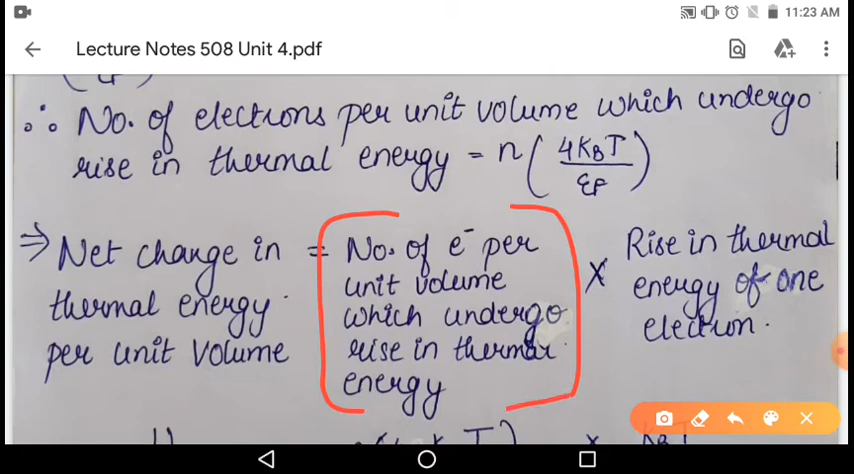 11:23 AM
Lecture Notes 508 Unit 4.pdf
∴ No. of electrons per unit volume which undergo
rise in thermal energy = n (4KBT/εF)
⇒ Net change in thermal energy per unit volume = No. of e⁻ per unit volume which undergo rise in thermal energy × Rise in thermal energy of one electron.